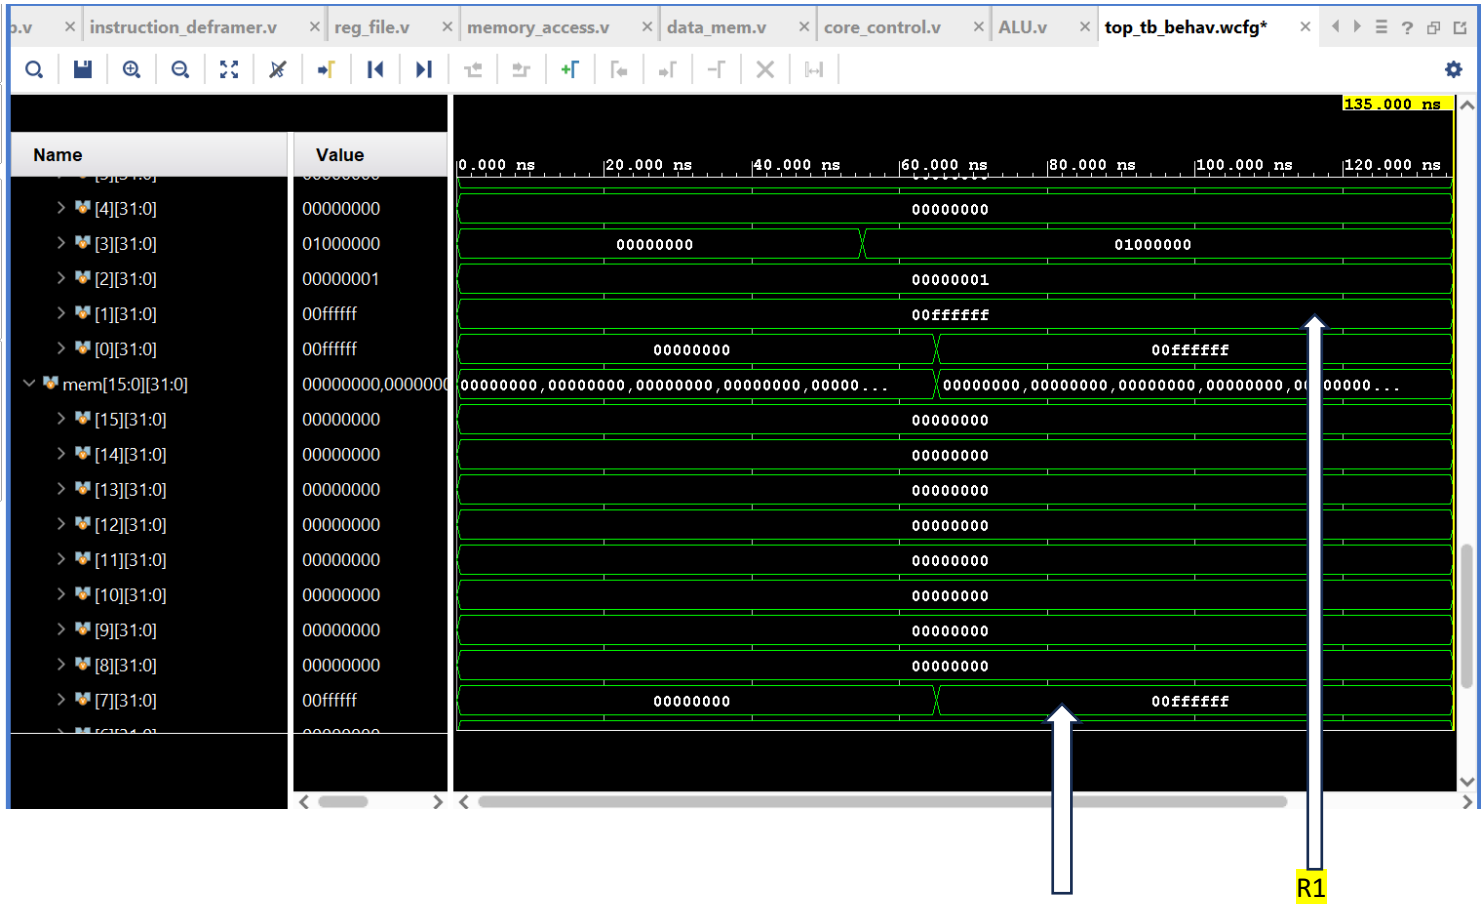 o.v instruction_deframer.v reg_file.v memory_access.v data_mem.v core_control.v ALU.v top_tb_behav.wcfg*
135.000 ns
Name Value 0.000 ns 20.000 ns 40.000 ns 60.000 ns 80.000 ns 100.000 ns 120.000 ns
[4][31:0] 00000000 00000000
[3][31:0] 01000000 00000000 01000000
[2][31:0] 00000001 00000001
[1][31:0] 00ffffff 00ffffff
[0][31:0] 00ffffff 00000000 00ffffff
mem[15:0][31:0] 00000000,0000000 00000000,00000000,00000000,00000000,00000... 00000000,00000000,00000000,00000000,00000000...
[15][31:0] 00000000 00000000
[14][31:0] 00000000 00000000
[13][31:0] 00000000 00000000
[12][31:0] 00000000 00000000
[11][31:0] 00000000 00000000
[10][31:0] 00000000 00000000
[9][31:0] 00000000 00000000
[8][31:0] 00000000 00000000
[7][31:0] 00ffffff 00000000 00ffffff
R1